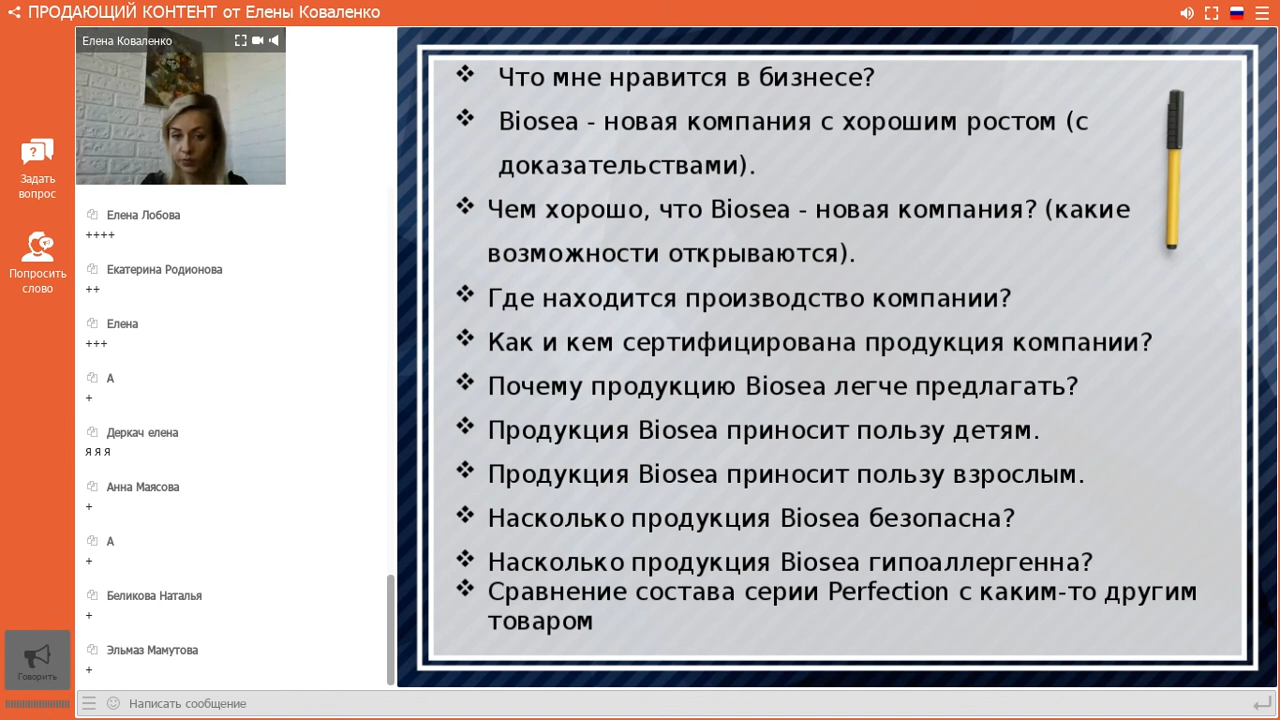 ПРОДАЮЩИЙ КОНТЕНТ от Елены Коваленко
Елена Коваленко
Задать
вопрос
Попросить
слово
Говорить
Елена Лобова
++++
Екатерина Родионова
++
Елена
+++
А
+
Деркач елена
я я я
Анна Маясова
+
А
+
Беликова Наталья
+
Эльмаз Мамутова
+
Написать сообщение
Что мне нравится в бизнесе?
Biosea - новая компания с хорошим ростом (с
доказательствами).
Чем хорошо, что Biosea - новая компания? (какие
возможности открываются).
Где находится производство компании?
Как и кем сертифицирована продукция компании?
Почему продукцию Biosea легче предлагать?
Продукция Biosea приносит пользу детям.
Продукция Biosea приносит пользу взрослым.
Насколько продукция Biosea безопасна?
Насколько продукция Biosea гипоаллергенна?
Сравнение состава серии Perfection с каким-то другим
товаром